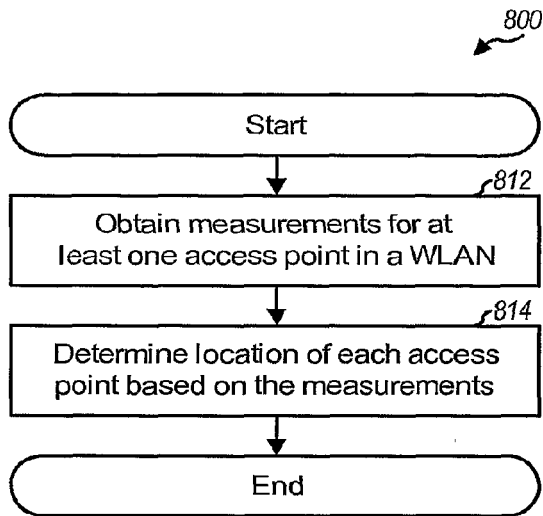 800
Start
812
Obtain measurements for at
least one access point in a WLAN
814
Determine location of each access
point based on the measurements
End